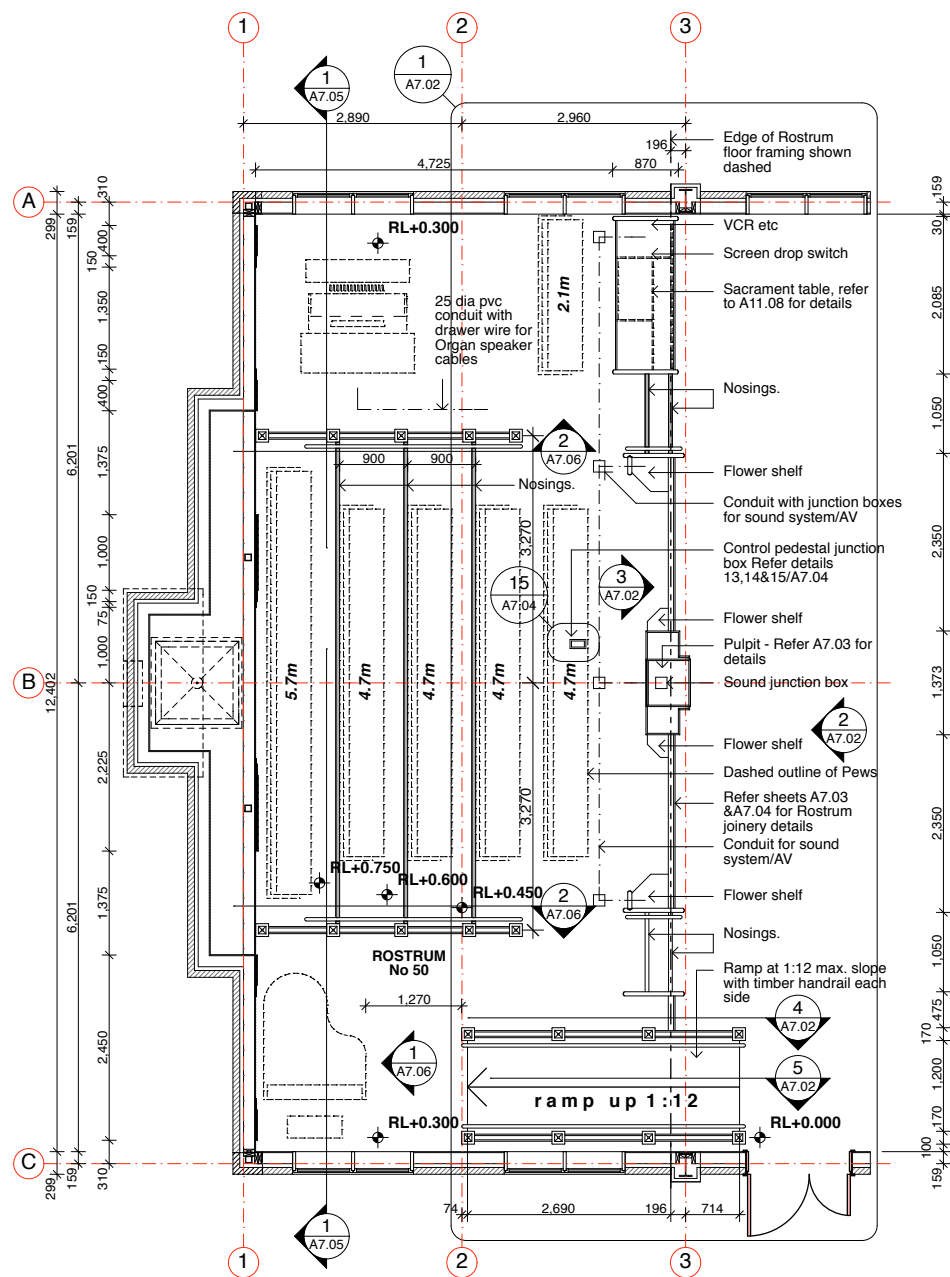 1
2
3
1
A7.05
1
A7.02
2,890
2,960
196
4,725
870
Edge of Rostrum
floor framing shown
dashed
A
310
159
299
159
30
RL+0.300
VCR etc
Screen drop switch
Sacrament table, refer
to A11.08 for details
400
150
1,350
150
400
2,085
2.1m
25 dia pvc
conduit with
drawer wire for
Organ speaker
cables
Nosings.
1,050
6,201
1,375
2
A7.06
900
900
Nosings.
Flower shelf
Conduit with junction boxes
for sound system/AV
2,350
1,000
3,270
Control pedestal junction
box Refer details
13,14&15/A7.04
15
A7.04
3
A7.02
150
75
1,000
Flower shelf
Pulpit - Refer A7.03 for
details
1,373
B
12,402
5.7m
4.7m
4.7m
4.7m
4.7m
Sound junction box
2
A7.02
Flower shelf
2,225
Dashed outline of Pews
3,270
Refer sheets A7.03
&A7.04 for Rostrum
joinery details
2,350
Conduit for sound
system/AV
RL+0.750
RL+0.600
RL+0.450
1,375
6,201
2
A7.06
Flower shelf
Nosings.
1,050
ROSTRUM
No 50
Ramp at 1:12 max. slope
with timber handrail each
side
1,270
475
4
A7.02
170
2,450
1
A7.06
5
A7.02
1,200
ramp up 1:12
RL+0.300
RL+0.000
170
100
C
299
159
310
159
74
2,690
196
714
1
A7.05
1
2
3